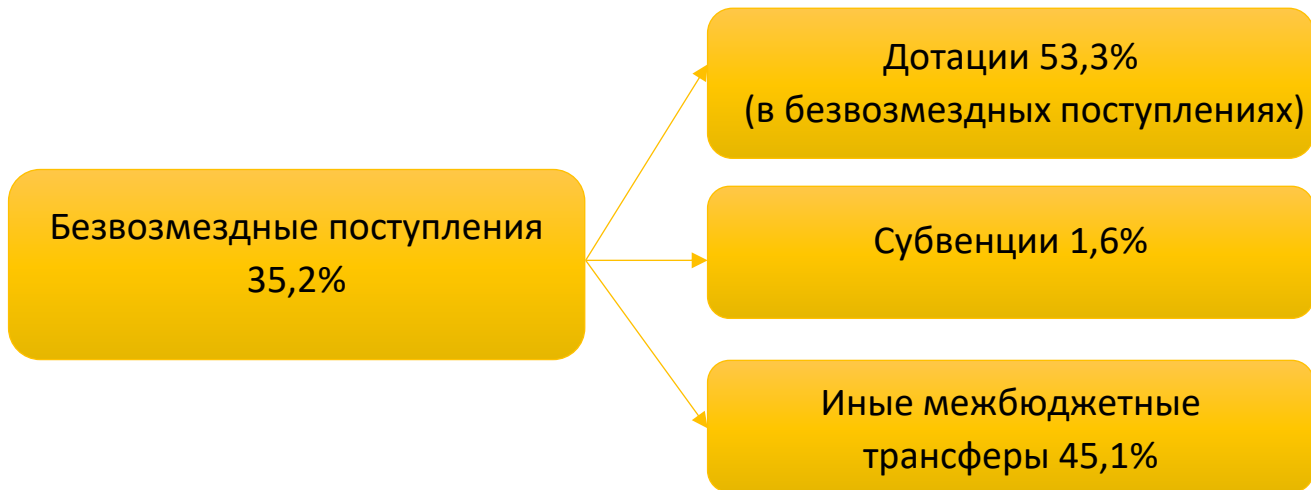 Дотации 53,3%
(в безвозмездных поступлениях)
Безвозмездные поступления
35,2%
Субвенции 1,6%
Иные межбюджетные
трансферы 45,1%